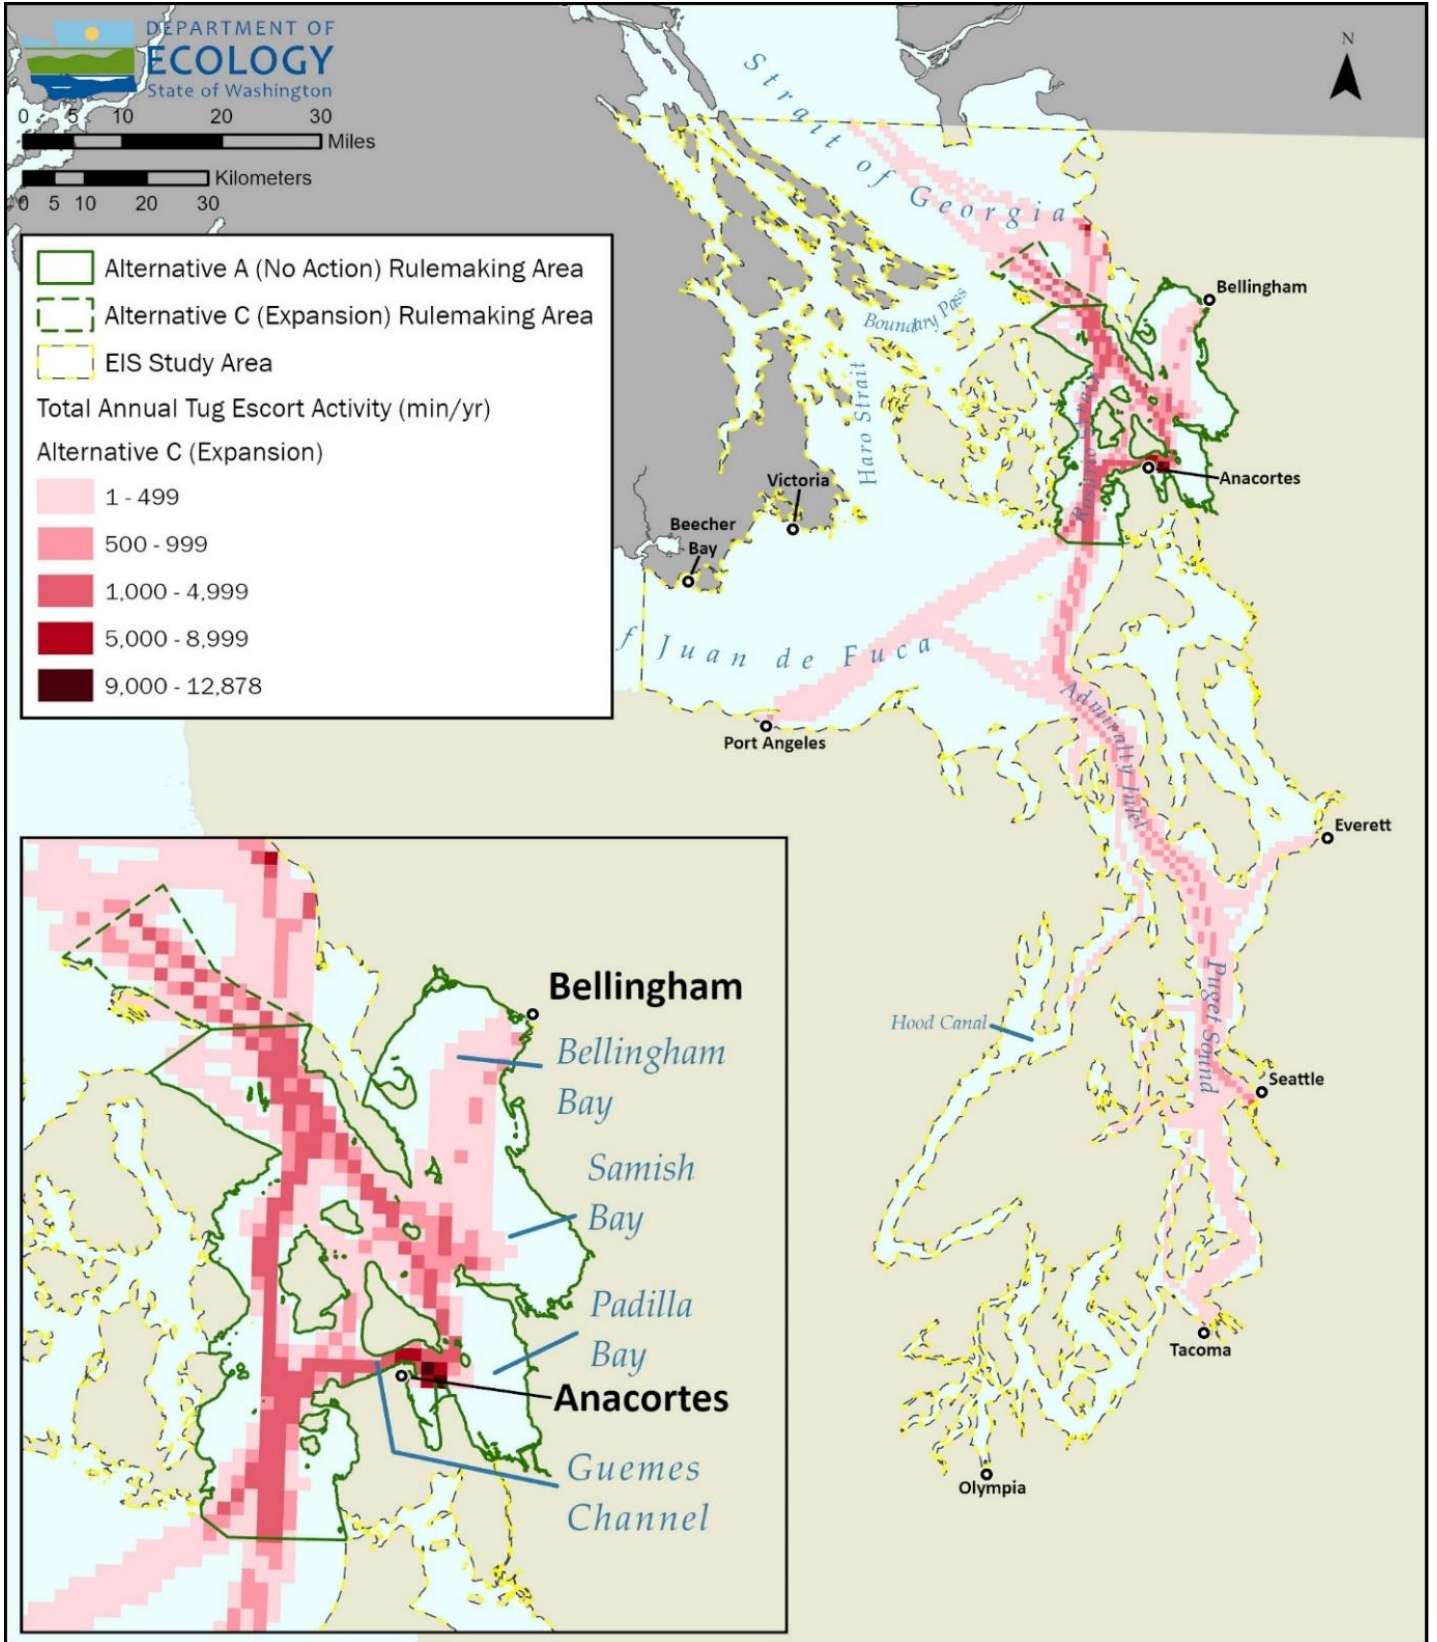 DEPARTMENT OF
ECOLOGY
State of Washington
0 5 10 20 30
Miles
Kilometers
0 5 10 20 30
Alternative A (No Action) Rulemaking Area
Alternative C (Expansion) Rulemaking Area
EIS Study Area
Total Annual Tug Escort Activity (min/yr)
Alternative C (Expansion)
1 - 499
500 - 999
1,000 - 4,999
5,000 - 8,999
9,000 - 12,878
N
Strait of Georgia
Bellingham
Boundary Pass
Haro Strait
Rosario Strait
Anacortes
Victoria
Beecher
Bay
f Juan de Fuca
Port Angeles
Admiralty Inlet
Everett
Puget Sound
Hood Canal
Seattle
Tacoma
Olympia
Bellingham
Bellingham
Bay
Samish
Bay
Padilla
Bay
Anacortes
Guemes
Channel